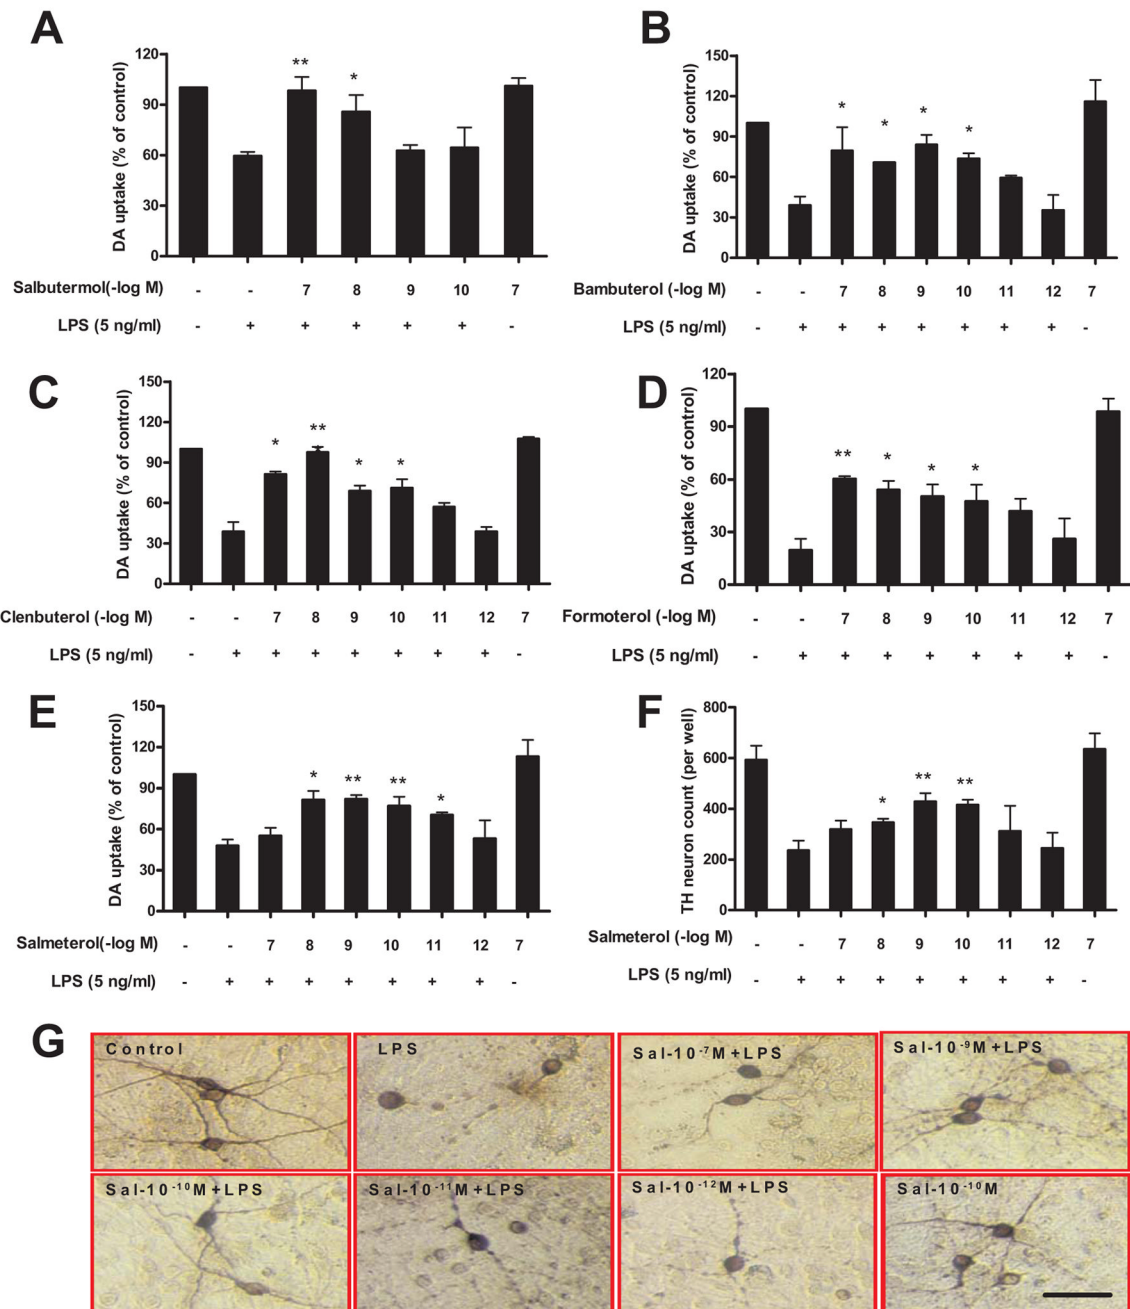 A
DA uptake (% of control)
120
90
60
30
0
** *
Salbutermol(-log M) - - 7 8 9 10 7
LPS (5 ng/ml) - + + + + + -
B
DA uptake (% of control)
150
120
90
60
30
0
* * * *
Bambuterol (-log M) - - 7 8 9 10 11 12 7
LPS (5 ng/ml) - + + + + + + + -
C
DA uptake (% of control)
150
120
90
60
30
0
* ** * *
Clenbuterol (-log M) - - 7 8 9 10 11 12 7
LPS (5 ng/ml) - + + + + + + + -
D
DA uptake (% of control)
120
90
60
30
0
** * * *
Formoterol (-log M) - - 7 8 9 10 11 12 7
LPS (5 ng/ml) - + + + + + + + -
E
DA uptake (% of control)
150
120
90
60
30
0
* ** ** *
Salmeterol(-log M) - - 7 8 9 10 11 12 7
LPS (5 ng/ml) - + + + + + + + -
F
TH neuron count (per well)
800
600
400
200
0
* ** **
Salmeterol (-log M) - - 7 8 9 10 11 12 7
LPS (5 ng/ml) - + + + + + + + -
G
Control
LPS
Sal-10⁻⁷M+LPS
Sal-10⁻⁹M+LPS
Sal-10⁻¹⁰M+LPS
Sal-10⁻¹¹M+LPS
Sal-10⁻¹²M+LPS
Sal-10⁻¹⁰M